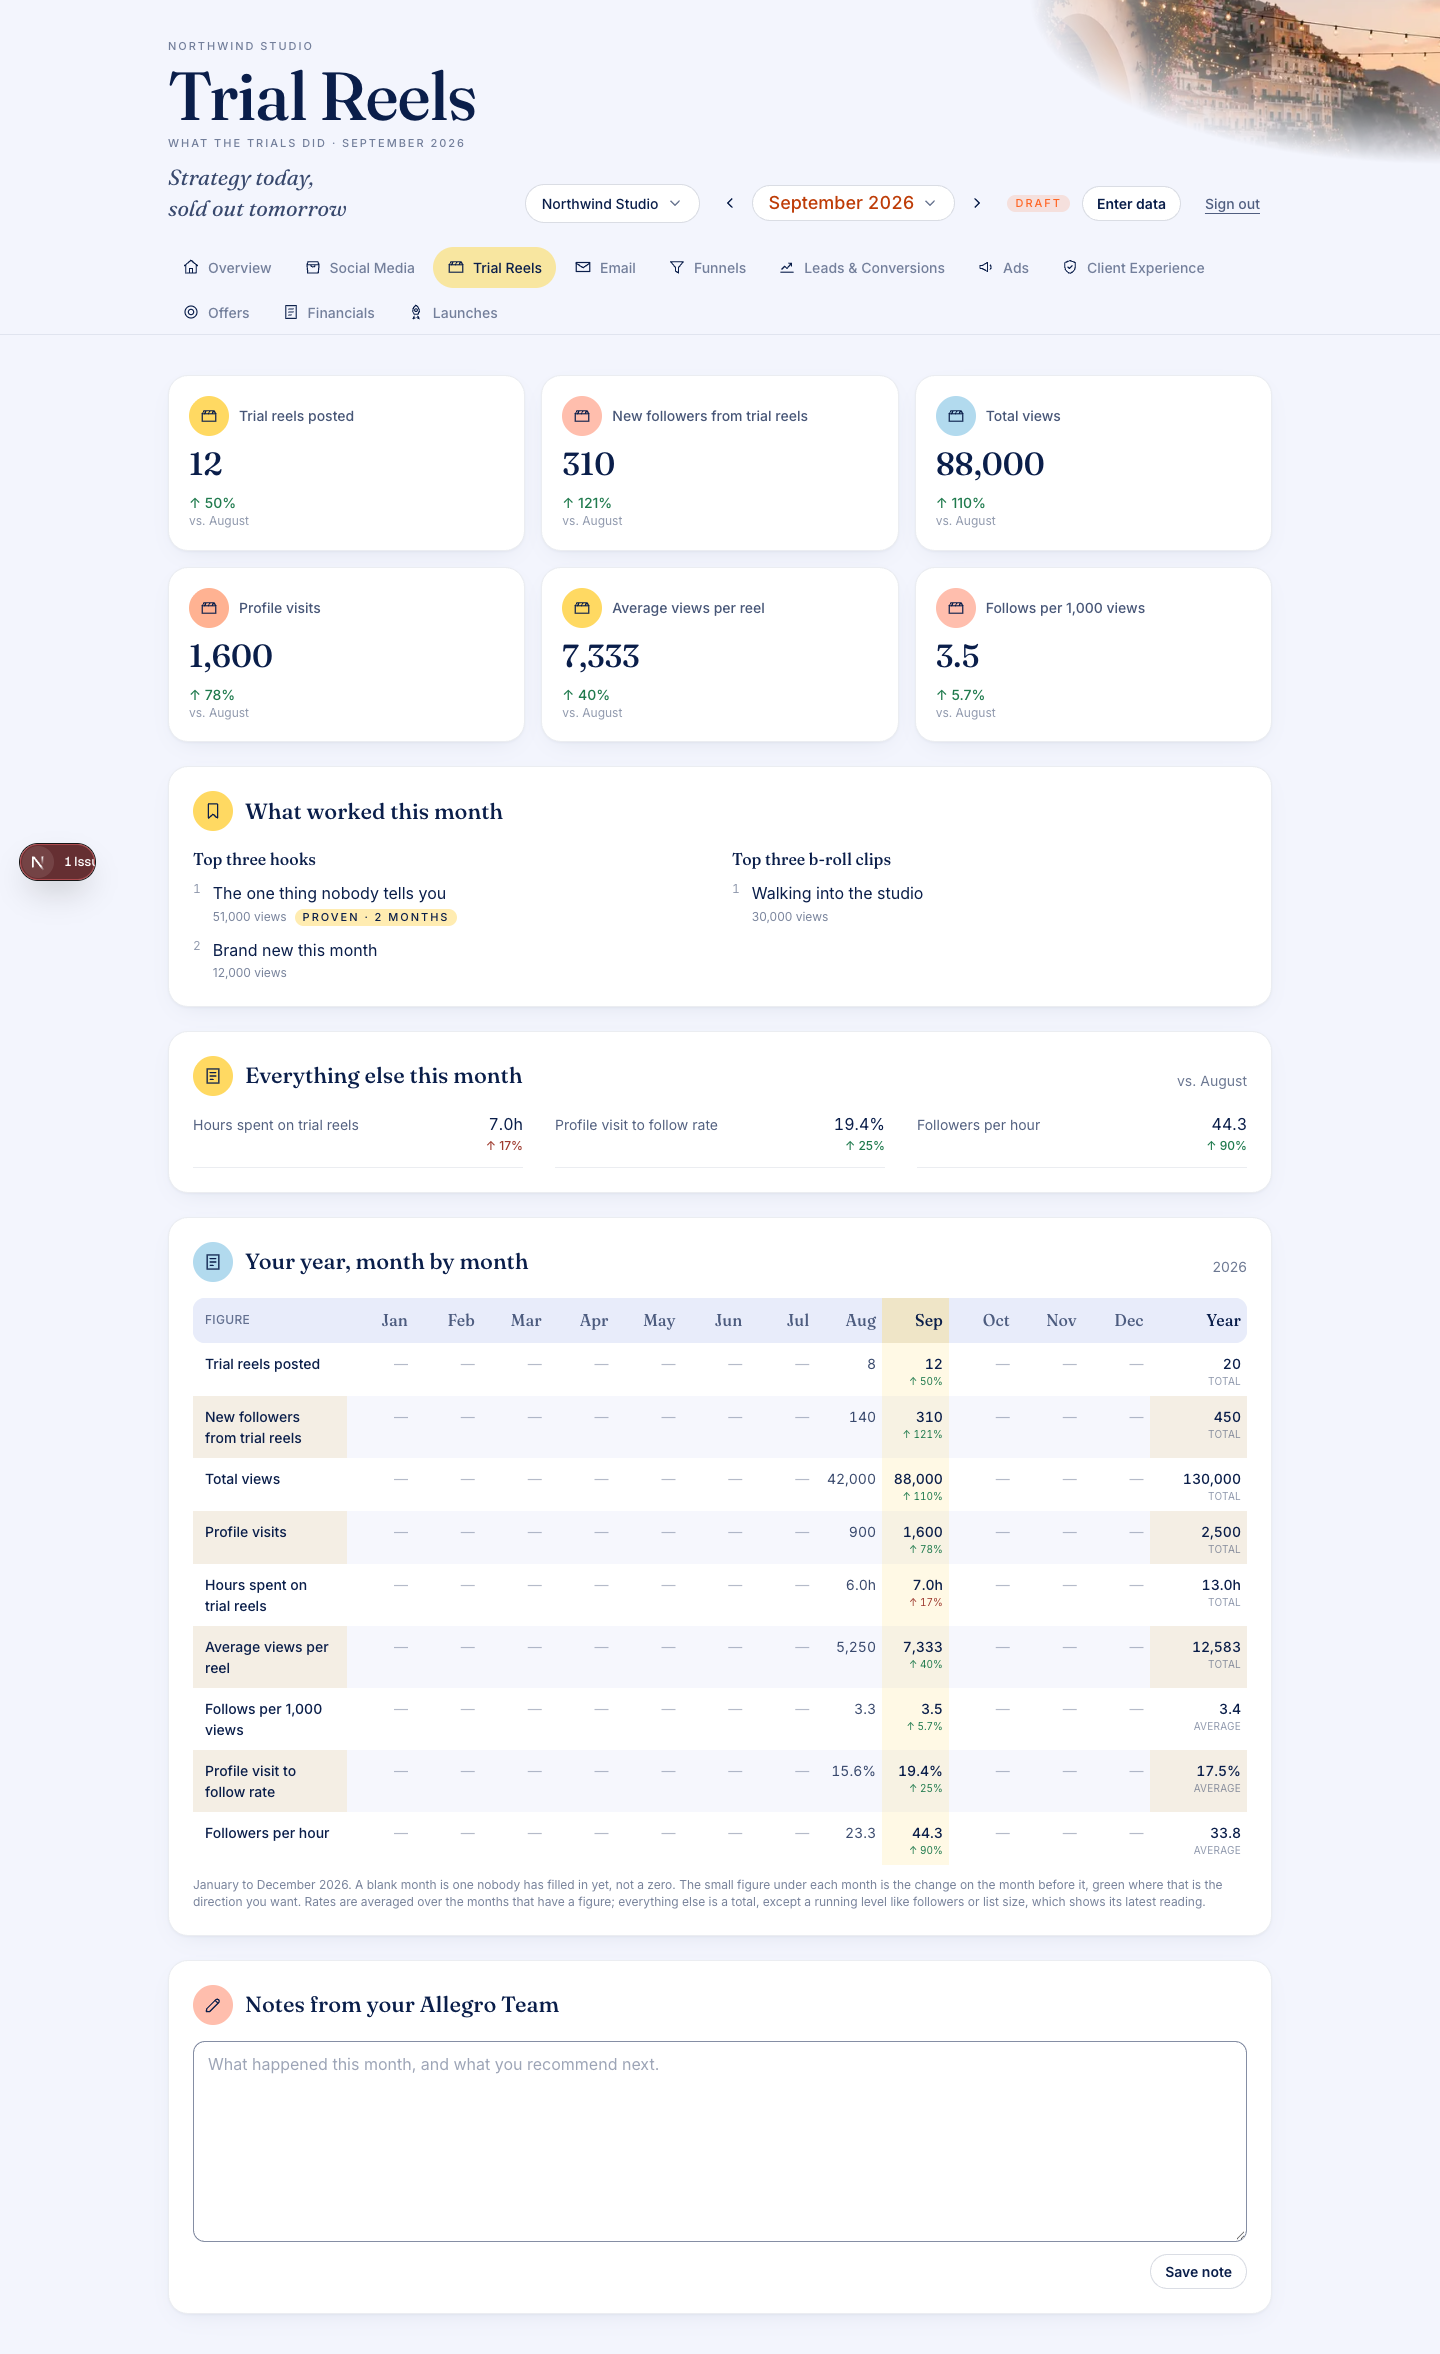 NORTHWIND STUDIO
Trial Reels
WHAT THE TRIALS DID · SEPTEMBER 2026
Strategy today,
sold out tomorrow
Northwind Studio
September 2026
DRAFT
Enter data
Sign out
Overview
Social Media
Trial Reels
Email
Funnels
Leads & Conversions
Ads
Client Experience
Offers
Financials
Launches
Trial reels posted
12
↑ 50%
vs. August
New followers from trial reels
310
↑ 121%
vs. August
Total views
88,000
↑ 110%
vs. August
Profile visits
1,600
↑ 78%
vs. August
Average views per reel
7,333
↑ 40%
vs. August
Follows per 1,000 views
3.5
↑ 5.7%
vs. August
What worked this month
Top three hooks
1 The one thing nobody tells you
51,000 views PROVEN · 2 MONTHS
2 Brand new this month
12,000 views
Top three b-roll clips
1 Walking into the studio
30,000 views
N 1
Everything else this month
vs. August
Hours spent on trial reels 7.0h
↑ 17%
Profile visit to follow rate 19.4%
↑ 25%
Followers per hour 44.3
↑ 90%
Your year, month by month
2026
FIGURE Jan Feb Mar Apr May Jun Jul Aug Sep Oct Nov Dec Year
Trial reels posted — — — — — — — 8 12 — — — 20
↑ 50% TOTAL
New followers — — — — — — — 140 310 — — — 450
from trial reels ↑ 121% TOTAL
Total views — — — — — — — 42,000 88,000 — — — 130,000
↑ 110% TOTAL
Profile visits — — — — — — — 900 1,600 — — — 2,500
↑ 78% TOTAL
Hours spent on — — — — — — — 6.0h 7.0h — — — 13.0h
trial reels ↑ 17% TOTAL
Average views per — — — — — — — 5,250 7,333 — — — 12,583
reel ↑ 40% TOTAL
Follows per 1,000 — — — — — — — 3.3 3.5 — — — 3.4
views ↑ 5.7% AVERAGE
Profile visit to — — — — — — — 15.6% 19.4% — — — 17.5%
follow rate ↑ 25% AVERAGE
Followers per hour — — — — — — — 23.3 44.3 — — — 33.8
↑ 90% AVERAGE
January to December 2026. A blank month is one nobody has filled in yet, not a zero. The small figure under each month is the change on the month before it, green where that is the
direction you want. Rates are averaged over the months that have a figure; everything else is a total, except a running level like followers or list size, which shows its latest reading.
Notes from your Allegro Team
What happened this month, and what you recommend next.
Save note